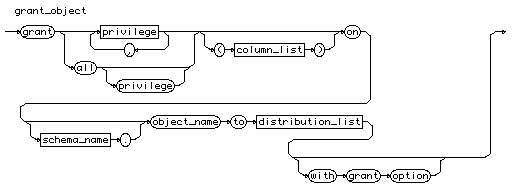 grant_object
grant privilege ( column_list ) on
,
all
privilege
schema_name . object_name to distribution_list
with grant option